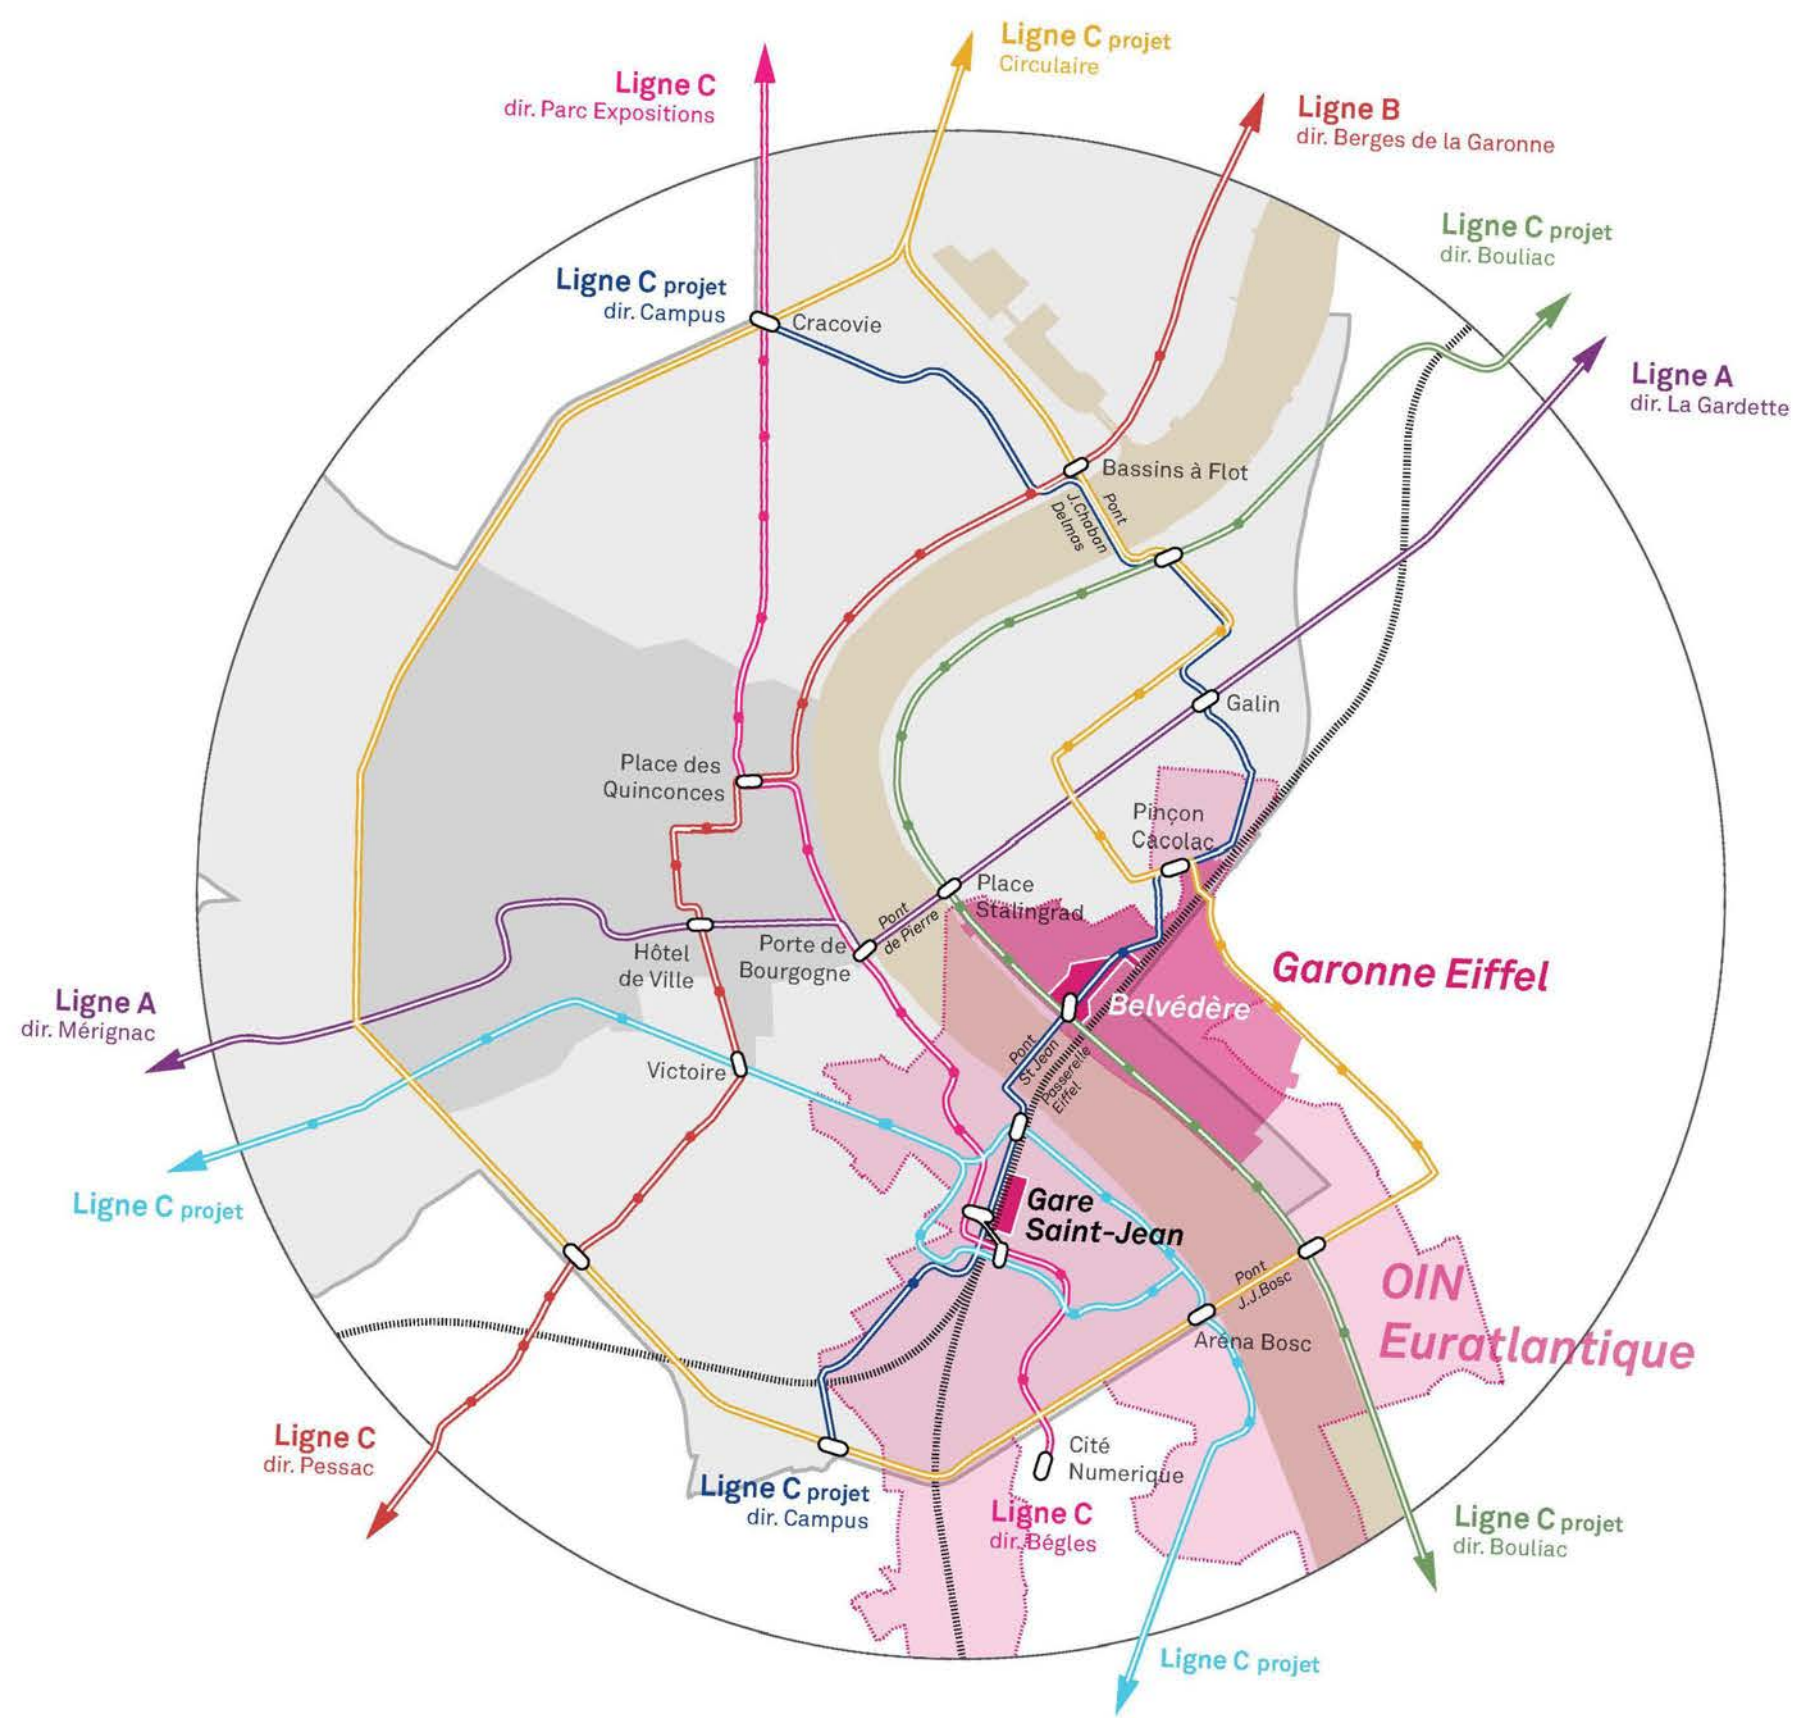 Ligne C projet
Circulaire
Ligne C
dir. Parc Expositions
Ligne B
dir. Berges de la Garonne
Ligne C projet
dir. Bouliac
Ligne C projet
dir. Campus
Cracovie
Ligne A
dir. La Gardette
Bassins à Flot
Pont
J.Chaban
Delmas
Galin
Place des
Quinconces
Pinçon
Cacolac
Place
Stalingrad
Pont
de Pierre
Porte de
Bourgogne
Hôtel
de Ville
Garonne Eiffel
Belvédère
Ligne A
dir. Mérignac
Victoire
Pont
St Jean
Passerelle
Eiffel
Ligne C projet
Gare
Saint-Jean
Pont
J.J.Bosc
OIN
Euratlantique
Aréna Bosc
Ligne C
dir. Pessac
Cité
Numerique
Ligne C projet
dir. Campus
Ligne C
dir. Bégles
Ligne C projet
dir. Bouliac
Ligne C projet